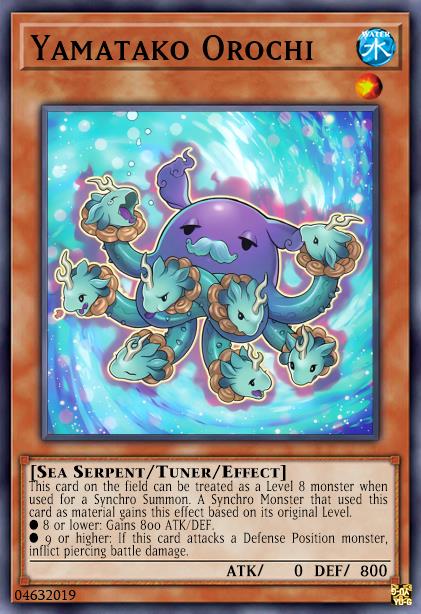 YAMATAKO OROCHI
WATER
水
[SEA SERPENT/TUNER/EFFECT]
This card on the field can be treated as a Level 8 monster when
used for a Synchro Summon. A Synchro Monster that used this
card as material gains this effect based on its original Level.
● 8 or lower: Gains 800 ATK/DEF.
● 9 or higher: If this card attacks a Defense Position monster,
inflict piercing battle damage.
ATK/ 0 DEF/ 800
04632019